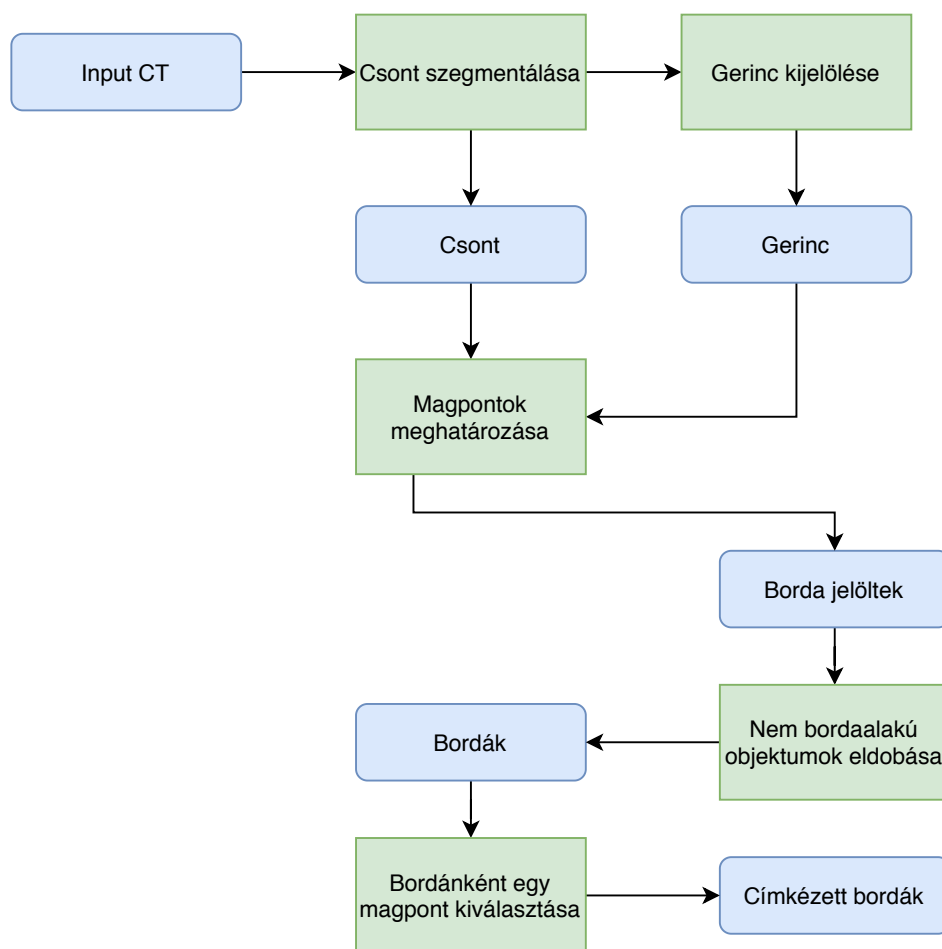 Input CT
Csont szegmentálása
Gerinc kijelölése
Csont
Gerinc
Magpontok
meghatározása
Borda jelöltek
Nem bordaalakú
objektumok eldobása
Bordák
Bordánként egy
magpont kiválasztása
Címkézett bordák